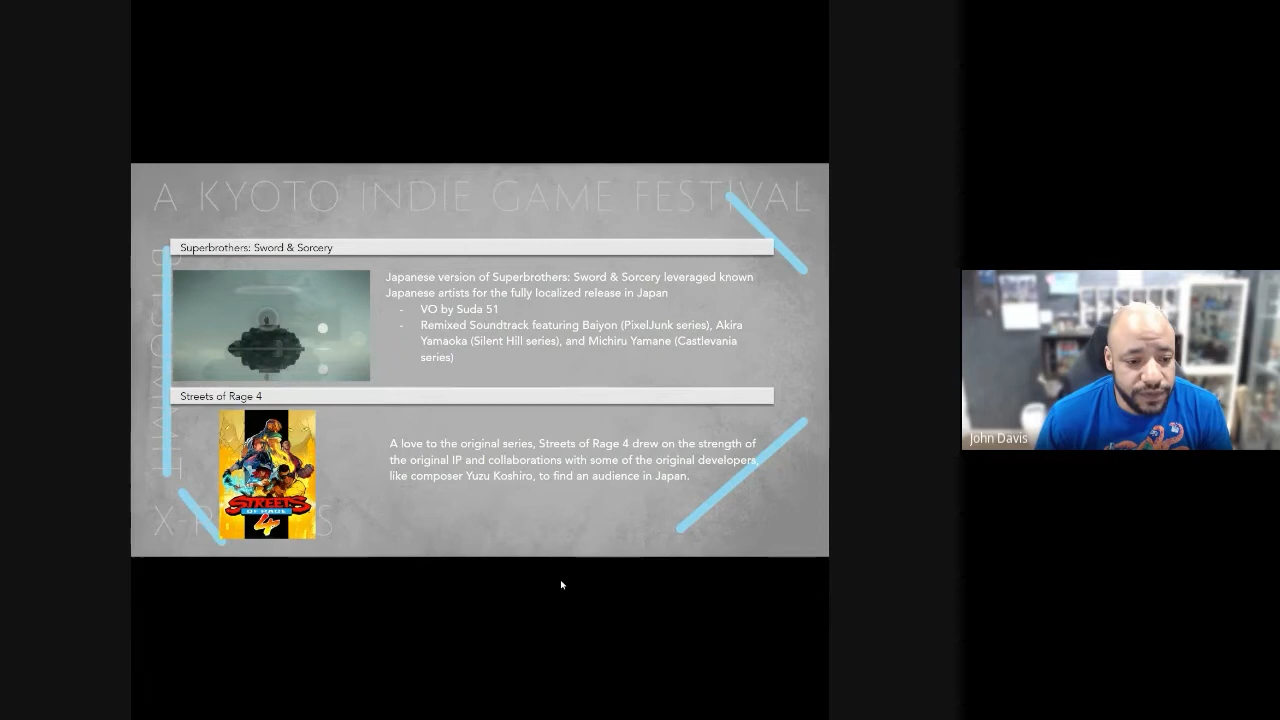 A KYOTO INDIE GAME FESTIVAL
Superbrothers: Sword & Sorcery
Japanese version of Superbrothers: Sword & Sorcery leveraged known
Japanese artists for the fully localized release in Japan
- VO by Suda 51
- Remixed Soundtrack featuring Baiyon (PixelJunk series), Akira
Yamaoka (Silent Hill series), and Michiru Yamane (Castlevania
series)
Streets of Rage 4
STREETS
OF RAGE
4
A love to the original series, Streets of Rage 4 drew on the strength of
the original IP and collaborations with some of the original developers,
like composer Yuzu Koshiro, to find an audience in Japan.
John Davis